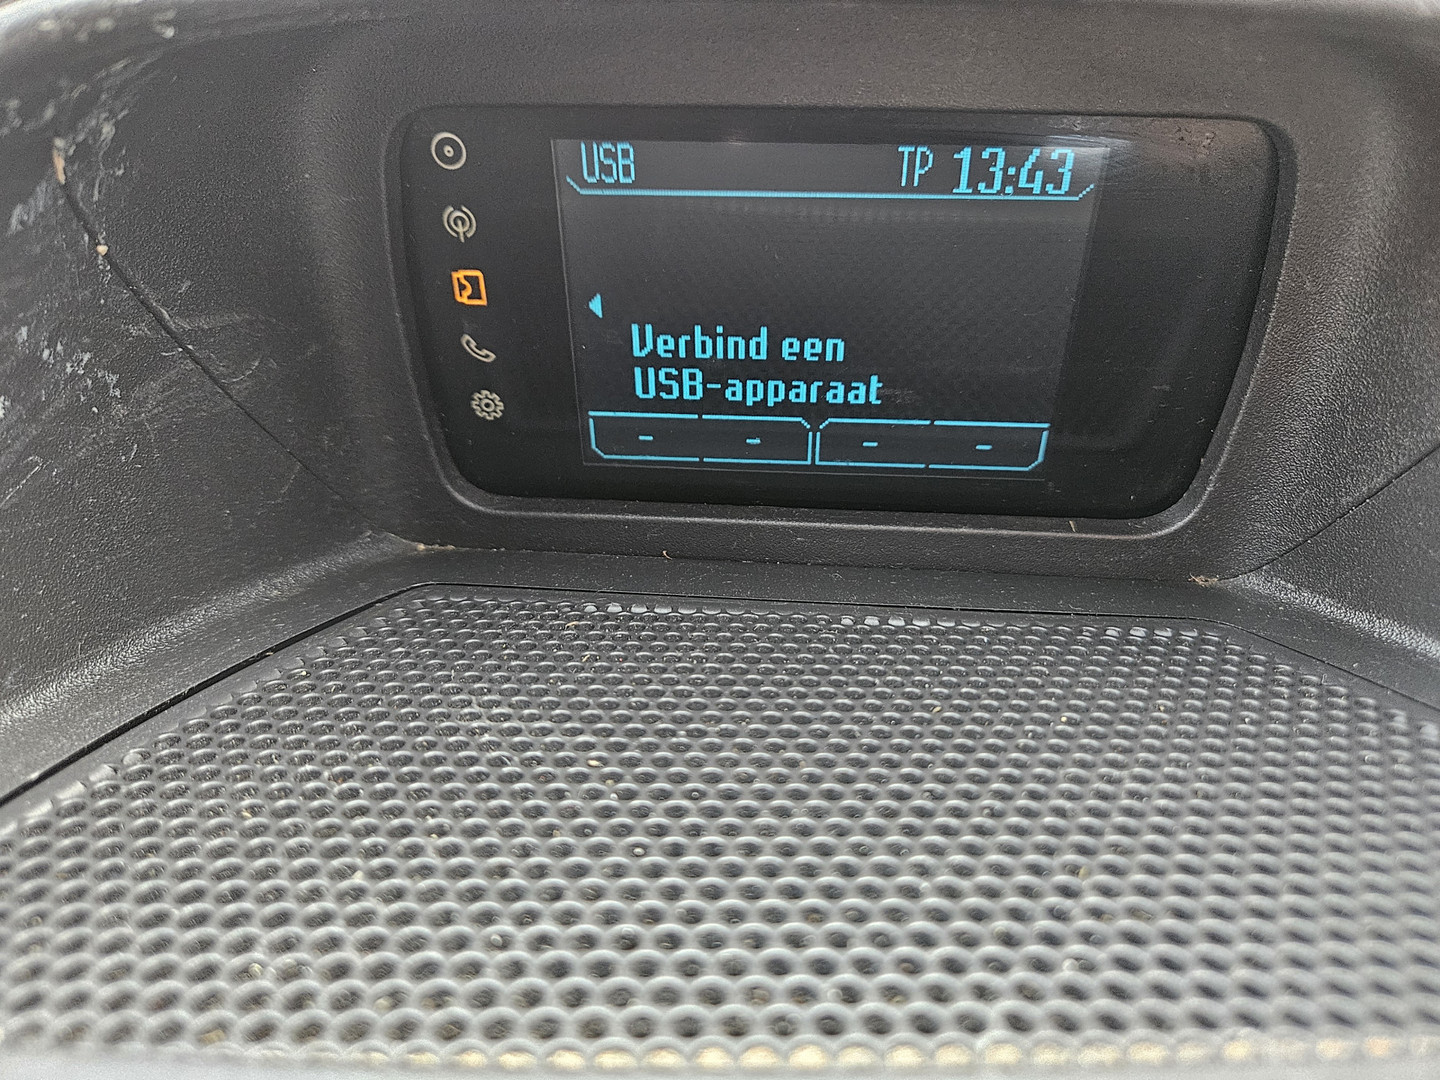 USB TP 13:43
Verbind een
USB-apparaat
- - - -